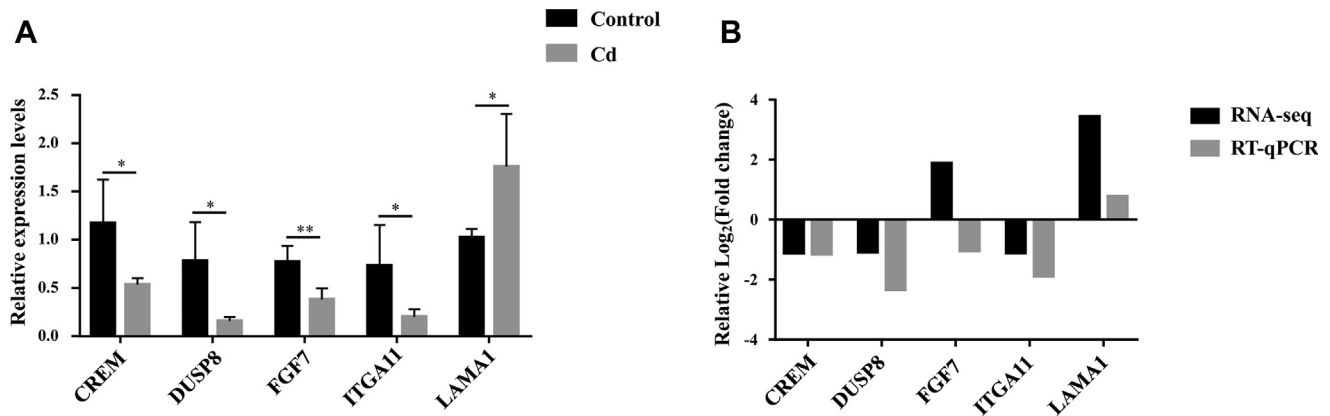 A
Control
Cd
Relative expression levels
2.5
2.0
1.5
1.0
0.5
0.0
*
*
**
*
*
CREM
DUSP8
FGF7
ITGA11
LAMA1
B
RNA-seq
RT-qPCR
Relative Log₂(Fold change)
4
2
0
-2
-4
CREM
DUSP8
FGF7
ITGA11
LAMA1